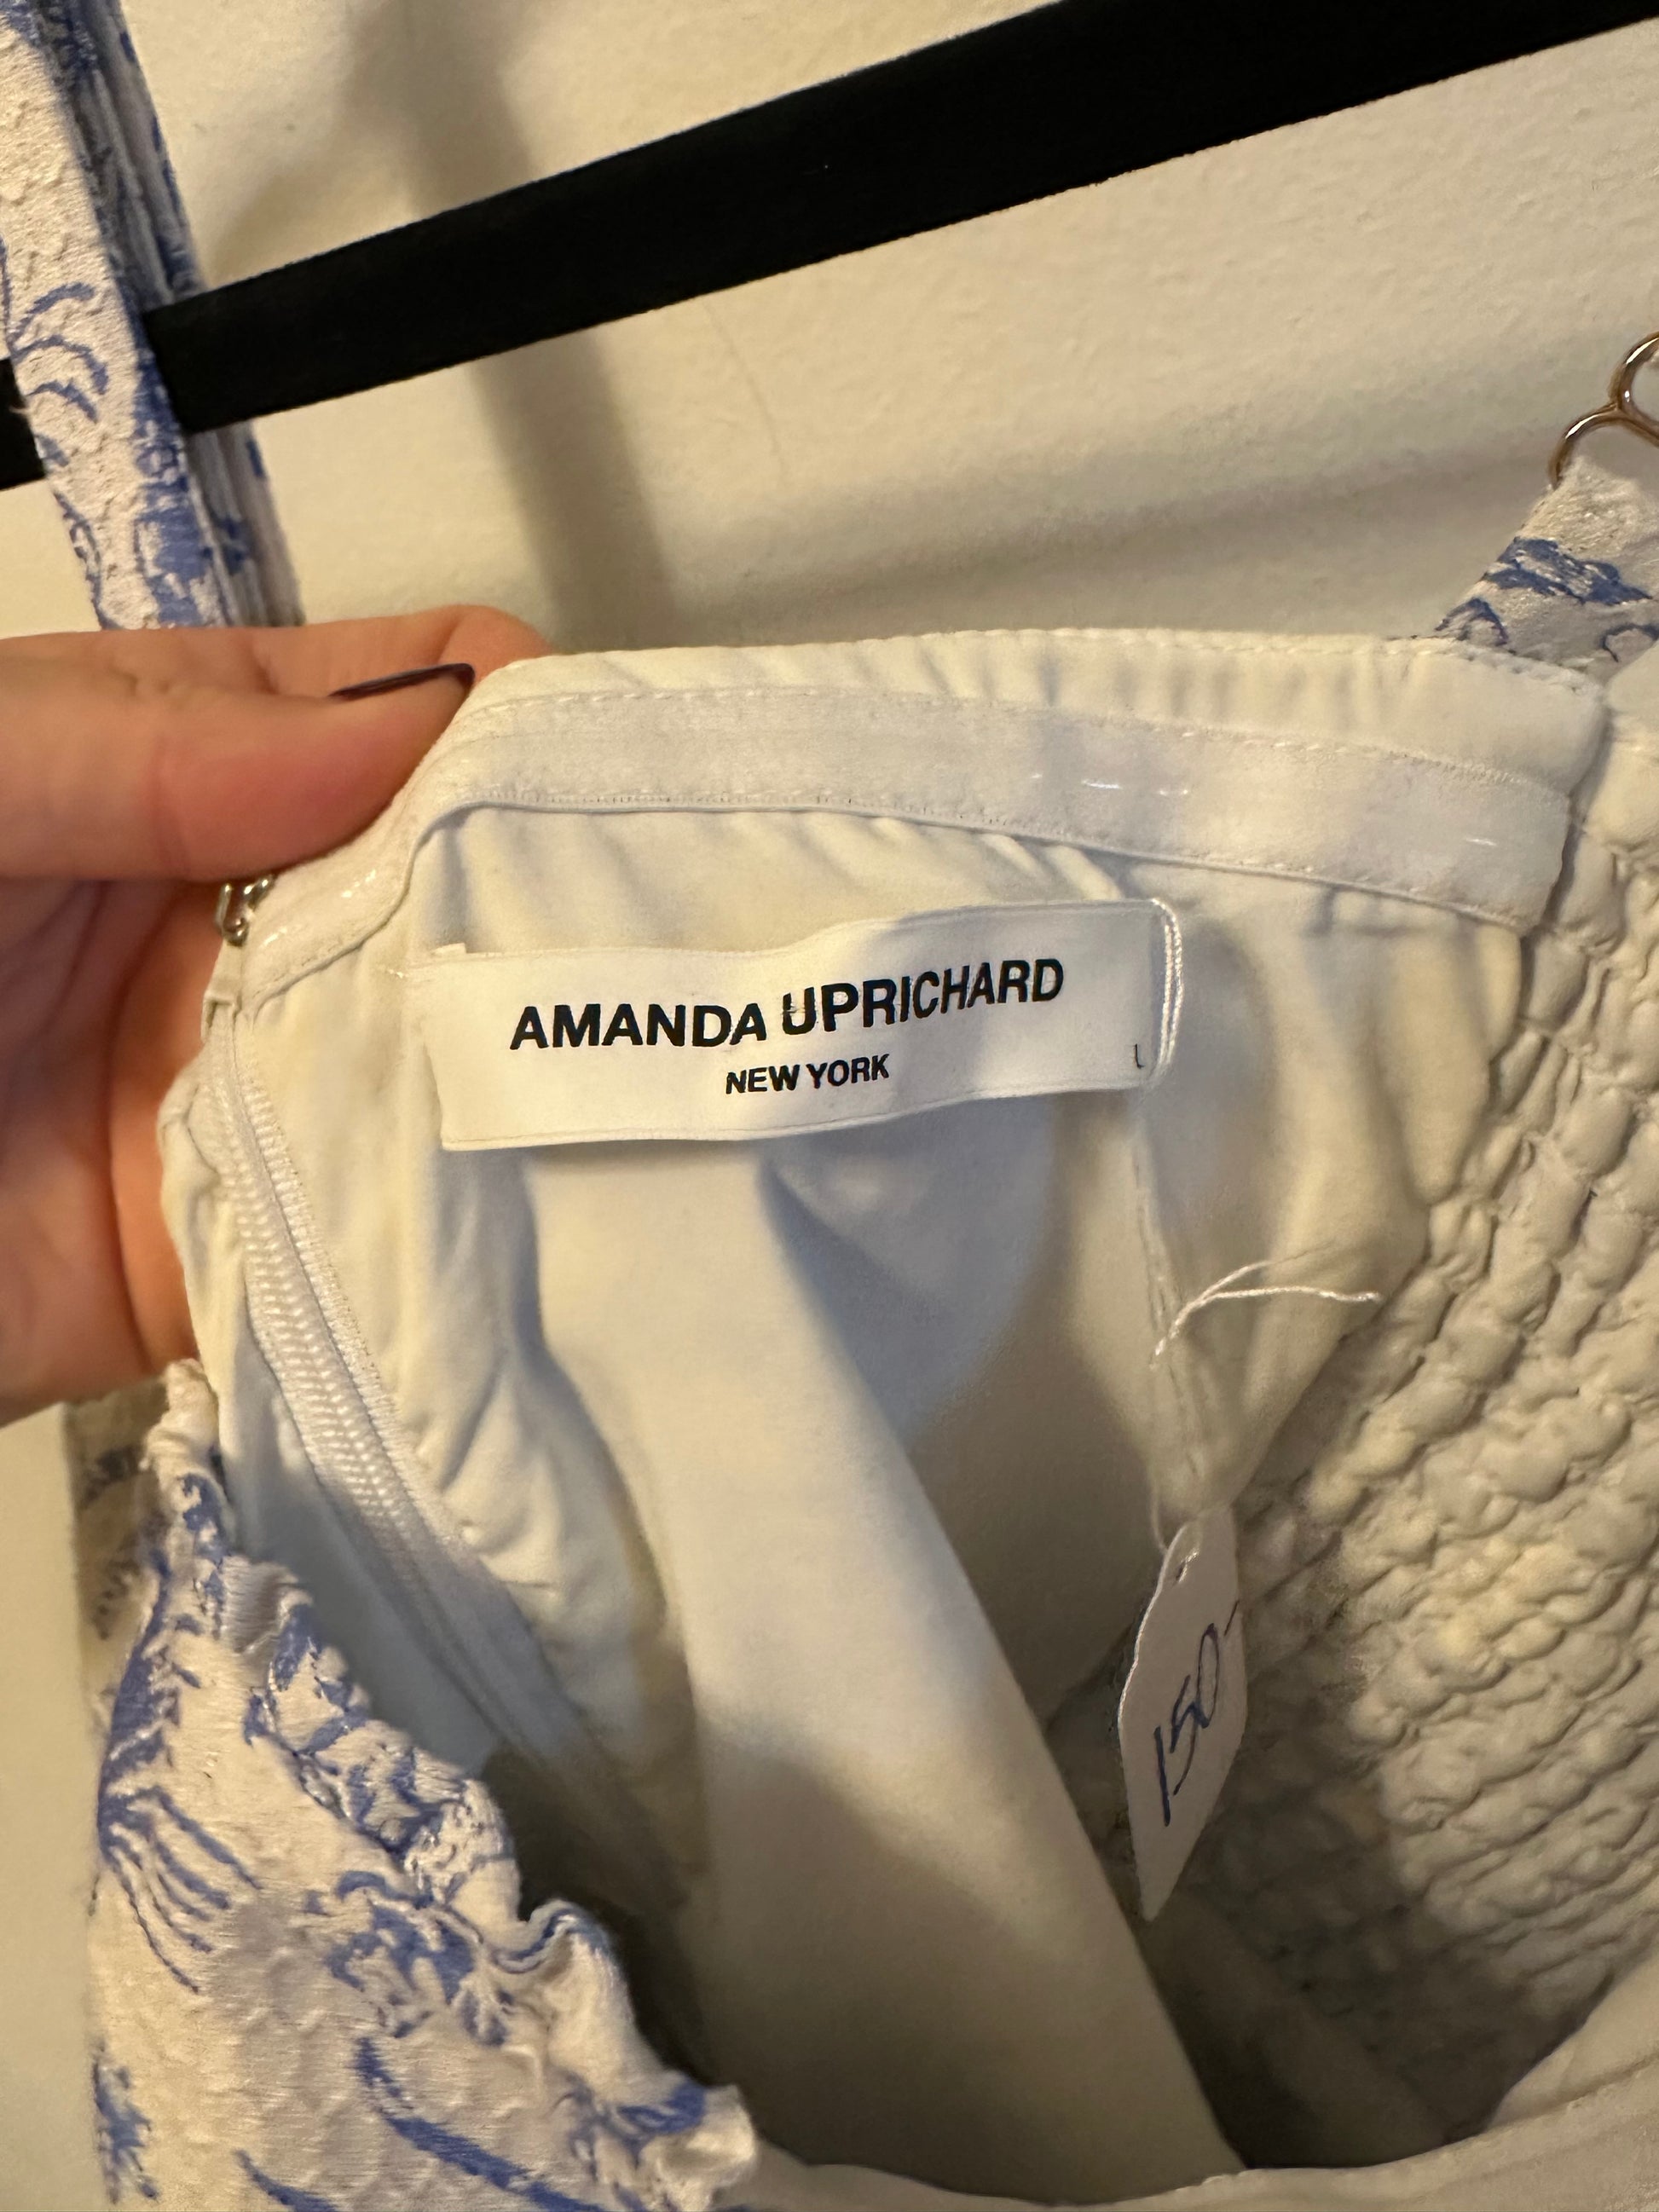 AMANDA UPRICHARD
NEW YORK
L
150-